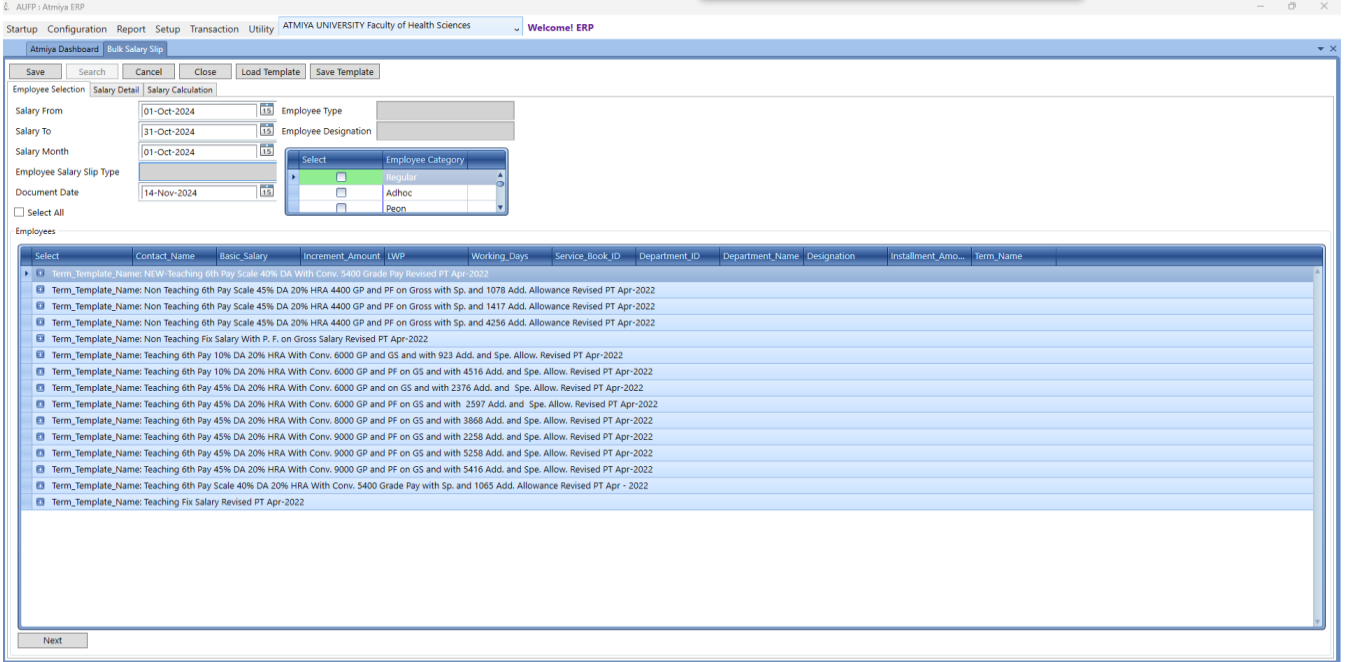 AUFP : Atmiya ERP
Startup Configuration Report Setup Transaction Utility ATMIYA UNIVERSITY Faculty of Health Sciences Welcome! ERP
Atmiya Dashboard Bulk Salary Slip
Save Search Cancel Close Load Template Save Template
Employee Selection Salary Detail Salary Calculation
Salary From 01-Oct-2024 15 Employee Type
Salary To 31-Oct-2024 15 Employee Designation
Salary Month 01-Oct-2024 15
Select Employee Category
Employee Salary Slip Type
Regular
Document Date 14-Nov-2024 15
Adhoc
Select All
Peon
Employees
Select Contact_Name Basic_Salary Increment_Amount LWP Working_Days Service_Book_ID Department_ID Department_Name Designation Installment_Amo... Term_Name
Term_Template_Name: NEW-Teaching 6th Pay Scale 40% DA With Conv. 5400 Grade Pay Revised PT Apr-2022
Term_Template_Name: Non Teaching 6th Pay Scale 45% DA 20% HRA 4400 GP and PF on Gross with Sp. and 1078 Add. Allowance Revised PT Apr-2022
Term_Template_Name: Non Teaching 6th Pay Scale 45% DA 20% HRA 4400 GP and PF on Gross with Sp. and 1417 Add. Allowance Revised PT Apr-2022
Term_Template_Name: Non Teaching 6th Pay Scale 45% DA 20% HRA 4400 GP and PF on Gross with Sp. and 4256 Add. Allowance Revised PT Apr-2022
Term_Template_Name: Non Teaching Fix Salary With P. F. on Gross Salary Revised PT Apr-2022
Term_Template_Name: Teaching 6th Pay 10% DA 20% HRA With Conv. 6000 GP and GS and with 923 Add. and Spe. Allow. Revised PT Apr-2022
Term_Template_Name: Teaching 6th Pay 10% DA 20% HRA With Conv. 6000 GP and PF on GS and with 4516 Add. and Spe. Allow. Revised PT Apr-2022
Term_Template_Name: Teaching 6th Pay 45% DA 20% HRA With Conv. 6000 GP and on GS and with 2376 Add. and Spe. Allow. Revised PT Apr-2022
Term_Template_Name: Teaching 6th Pay 45% DA 20% HRA With Conv. 6000 GP and PF on GS and with 2597 Add. and Spe. Allow. Revised PT Apr-2022
Term_Template_Name: Teaching 6th Pay 45% DA 20% HRA With Conv. 8000 GP and PF on GS and with 3868 Add. and Spe. Allow. Revised PT Apr-2022
Term_Template_Name: Teaching 6th Pay 45% DA 20% HRA With Conv. 9000 GP and PF on GS and with 2258 Add. and Spe. Allow. Revised PT Apr-2022
Term_Template_Name: Teaching 6th Pay 45% DA 20% HRA With Conv. 9000 GP and PF on GS and with 5258 Add. and Spe. Allow. Revised PT Apr-2022
Term_Template_Name: Teaching 6th Pay 45% DA 20% HRA With Conv. 9000 GP and PF on GS and with 5416 Add. and Spe. Allow. Revised PT Apr-2022
Term_Template_Name: Teaching 6th Pay Scale 40% DA 20% HRA With Conv. 5400 Grade Pay with Sp. and 1065 Add. Allowance Revised PT Apr - 2022
Term_Template_Name: Teaching Fix Salary Revised PT Apr-2022
Next